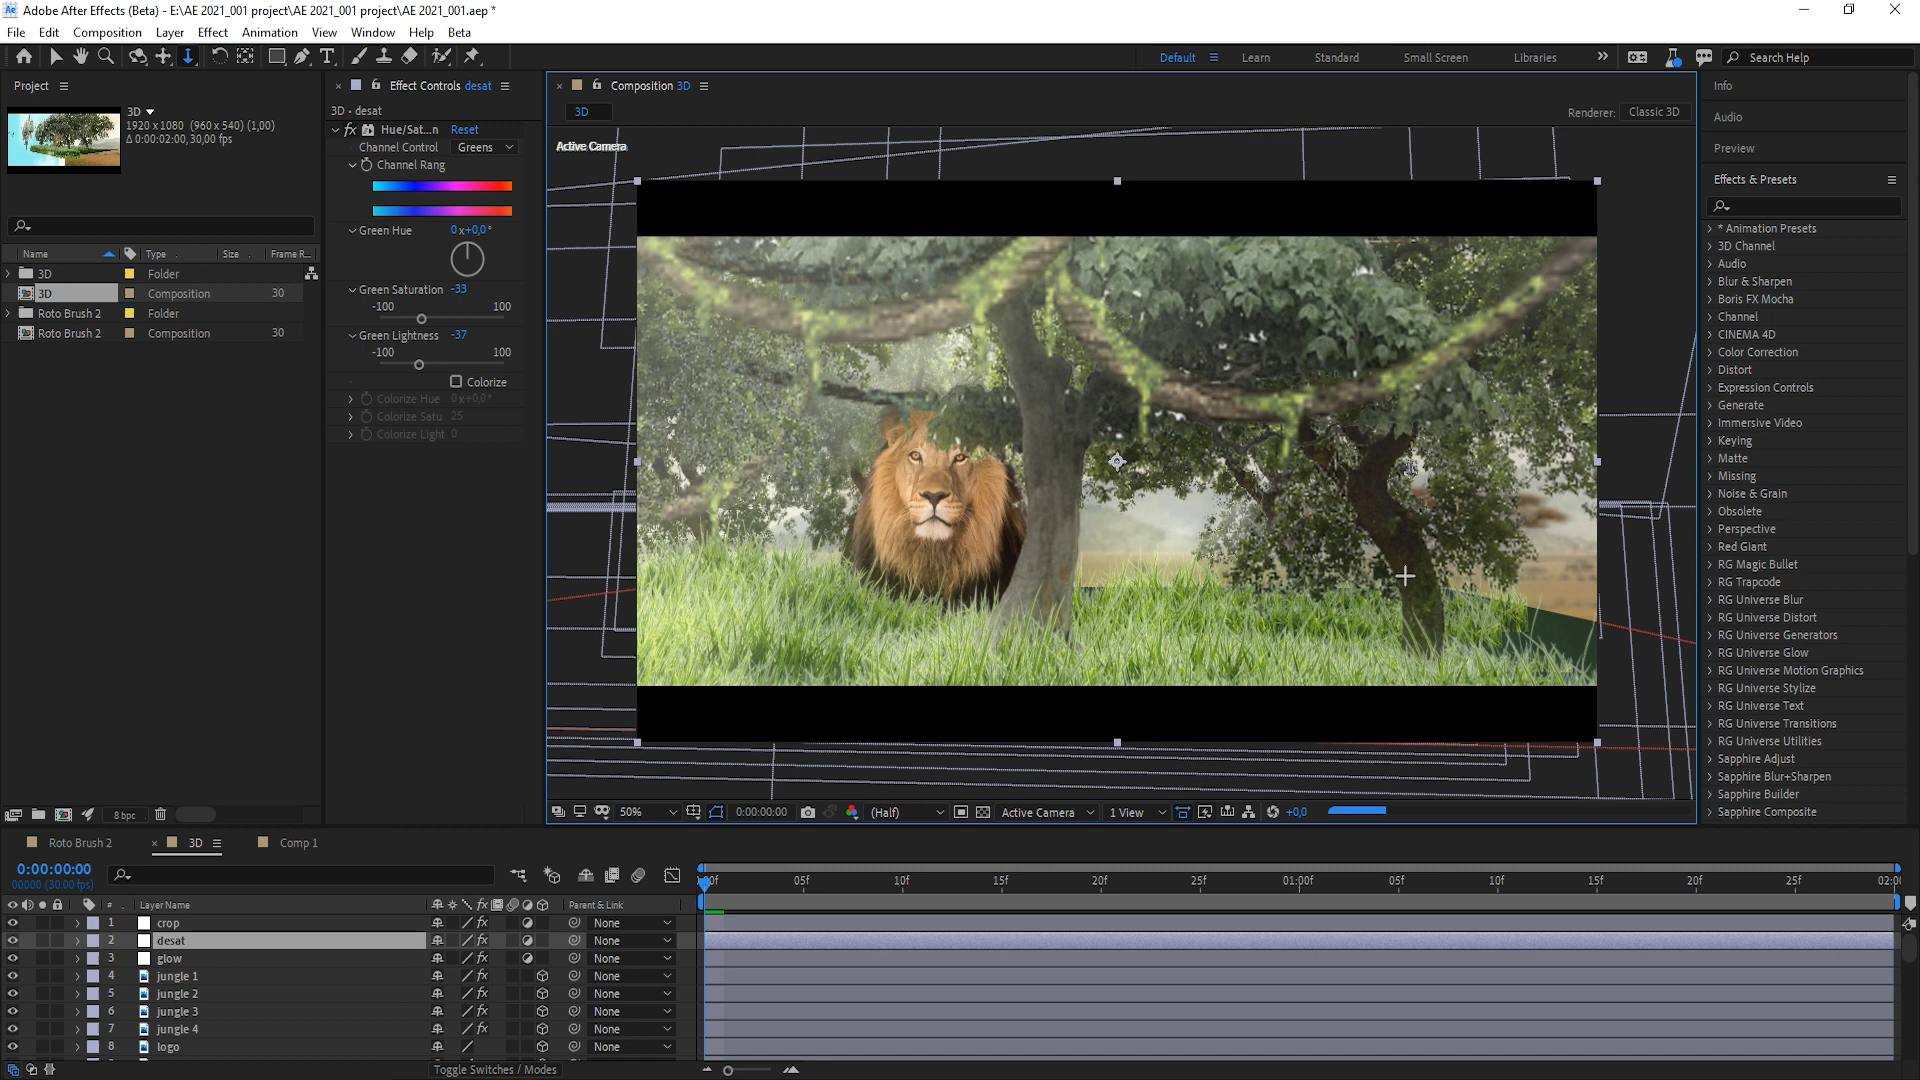 Adobe After Effects (Beta) - E:\AE 2021_001 project\AE 2021_001 project\AE 2021_001.aep *
File Edit Composition Layer Effect Animation View Window Help Beta
Default Learn Standard Small Screen Libraries Search Help
Project
3D
1920 x 1080 (960 x 540) (1,00)
Δ 0:00:02:00, 30,00 fps
Name Type Size Frame R...
3D Folder
3D Composition 30
Roto Brush 2 Folder
Roto Brush 2 Composition 30
8 bpc
Effect Controls desat
3D - desat
fx Hue/Sat...n Reset
Channel Control Greens
Channel Rang
Green Hue 0x+0,0°
Green Saturation -33
-100 100
Green Lightness -37
-100 100
Colorize
Colorize Hue 0x+0,0°
Colorize Satu 25
Colorize Light 0
Composition 3D
3D
Renderer: Classic 3D
Active Camera
50% 0:00:00:00 (Half) Active Camera 1 View +0,0
Info
Audio
Preview
Effects & Presets
* Animation Presets
3D Channel
Audio
Blur & Sharpen
Boris FX Mocha
Channel
CINEMA 4D
Color Correction
Distort
Expression Controls
Generate
Immersive Video
Keying
Matte
Missing
Noise & Grain
Obsolete
Perspective
Red Giant
RG Magic Bullet
RG Trapcode
RG Universe Blur
RG Universe Distort
RG Universe Generators
RG Universe Glow
RG Universe Motion Graphics
RG Universe Stylize
RG Universe Text
RG Universe Transitions
RG Universe Utilities
Sapphire Adjust
Sapphire Blur+Sharpen
Sapphire Builder
Sapphire Composite
Roto Brush 2 3D Comp 1
0:00:00:00
00000 (30.00 fps)
05f 10f 15f 20f 25f 01:00f 05f 10f 15f 20f 25f 02:0
# Layer Name Parent & Link
1 crop None
2 desat None
3 glow None
4 jungle 1 None
5 jungle 2 None
6 jungle 3 None
7 jungle 4 None
8 logo None
Toggle Switches / Modes